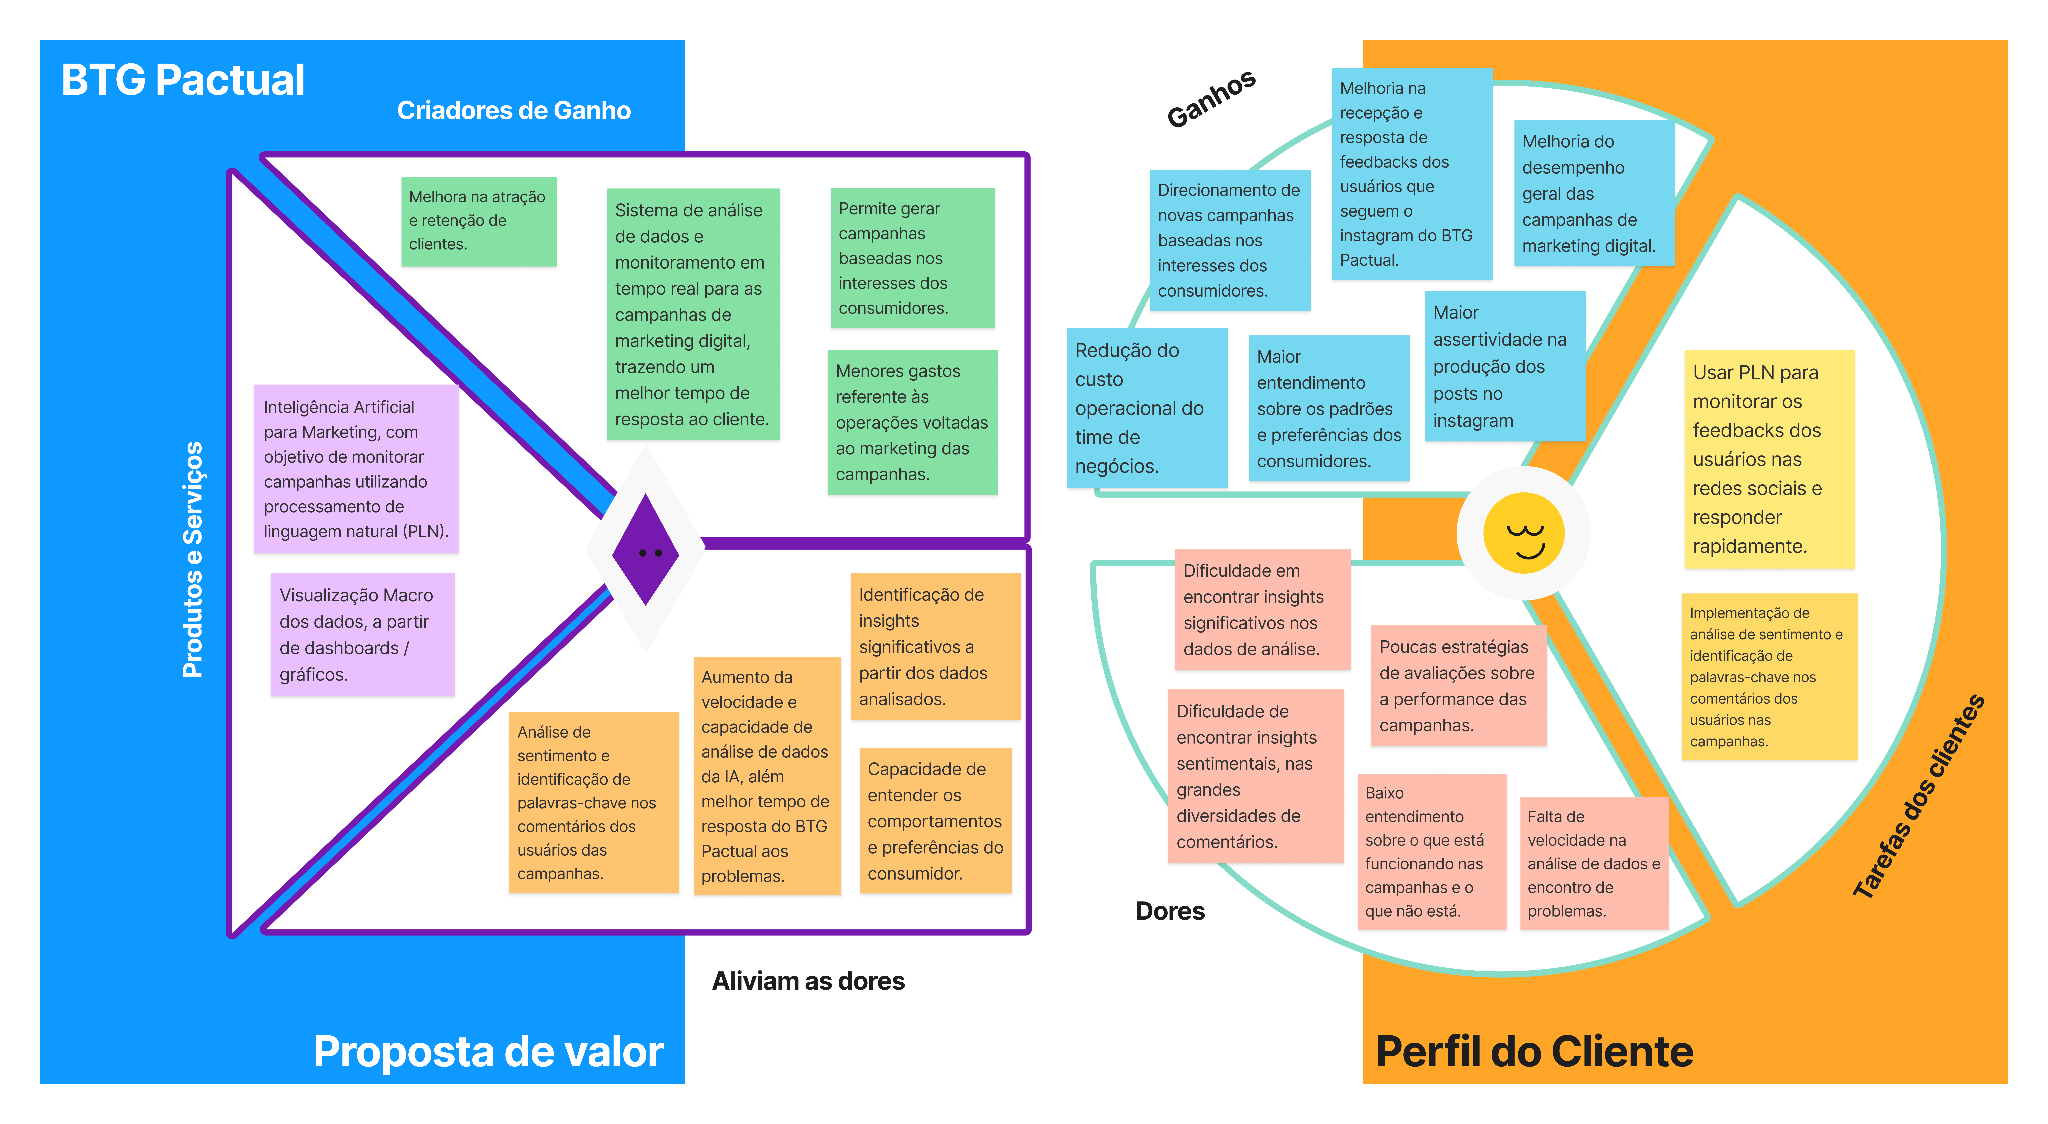 BTG Pactual
Criadores de Ganho
Melhora na atração
e retenção de
clientes.
Sistema de análise
de dados e
monitoramento em
tempo real para as
campanhas de
marketing digital,
trazendo um
melhor tempo de
resposta ao cliente.
Permite gerar
campanhas
baseadas nos
interesses dos
consumidores.
Menores gastos
referente às
operações voltadas
ao marketing das
campanhas.
Produtos e Serviços
Inteligência Artificial
para Marketing, com
objetivo de monitorar
campanhas utilizando
processamento de
linguagem natural (PLN).
Visualização Macro
dos dados, a partir
de dashboards /
gráficos.
Análise de
sentimento e
identificação de
palavras-chave nos
comentários dos
usuários das
campanhas.
Aumento da
velocidade e
capacidade de
análise de dados
da IA, além
melhor tempo de
resposta do BTG
Pactual aos
problemas.
Identificação de
insights
significativos a
partir dos dados
analisados.
Capacidade de
entender os
comportamentos
e preferências do
consumidor.
Aliviam as dores
Proposta de valor
Ganhos
Melhoria na
recepção e
resposta de
feedbacks dos
usuários que
seguem o
instagram do BTG
Pactual.
Melhoria do
desempenho
geral das
campanhas de
marketing digital.
Direcionamento de
novas campanhas
baseadas nos
interesses dos
consumidores.
Maior
assertividade na
produção dos
posts no
instagram
Redução do
custo
operacional do
time de
negócios.
Maior
entendimento
sobre os padrões
e preferências dos
consumidores.
Usar PLN para
monitorar os
feedbacks dos
usuários nas
redes sociais e
responder
rapidamente.
Implementação de
análise de sentimento e
identificação de
palavras-chave nos
comentários dos
usuários nas
campanhas.
Tarefas dos clientes
Dificuldade em
encontrar insights
significativos nos
dados de análise.
Poucas estratégias
de avaliações sobre
a performance das
campanhas.
Dificuldade de
encontrar insights
sentimentais, nas
grandes
diversidades de
comentários.
Baixo
entendimento
sobre o que está
funcionando nas
campanhas e o
que não está.
Falta de
velocidade na
análise de dados e
encontro de
problemas.
Dores
Perfil do Cliente